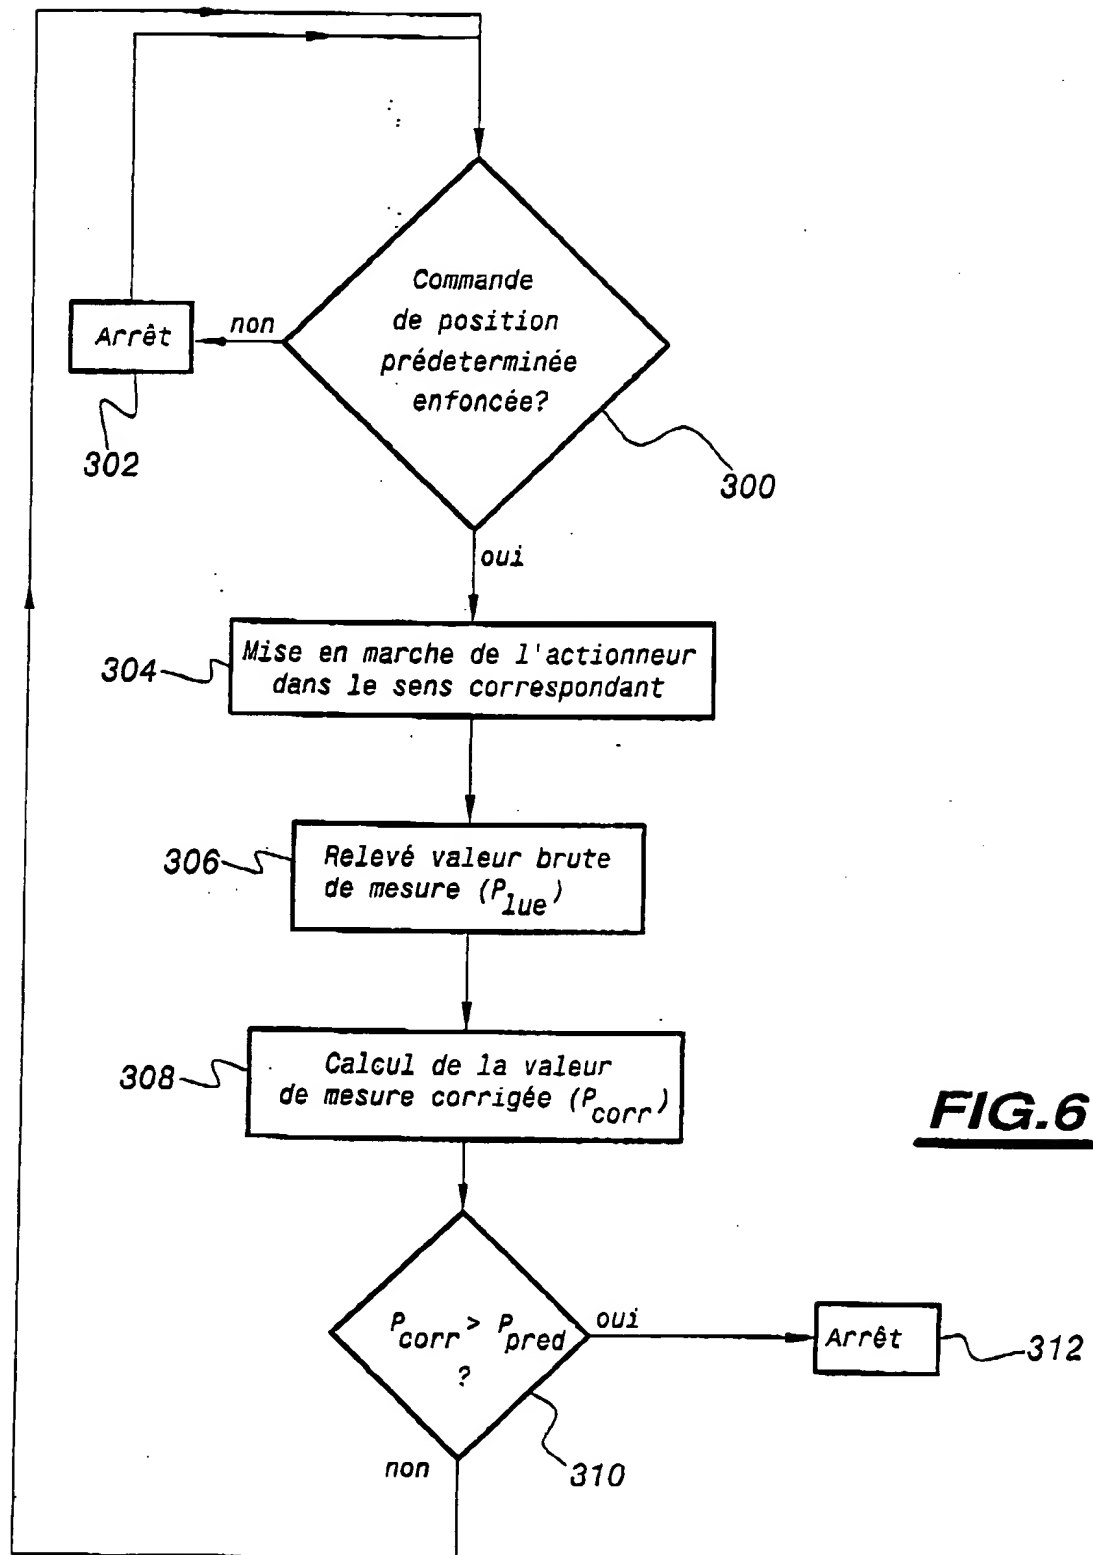 Commande
de position
prédeterminée
enfoncée?
non
Arrêt
302
300
oui
304
Mise en marche de l'actionneur
dans le sens correspondant
306
Relevé valeur brute
de mesure (P_lue)
308
Calcul de la valeur
de mesure corrigée (P_corr)
FIG.6
P_corr > P_pred
?
oui
Arrêt
312
310
non